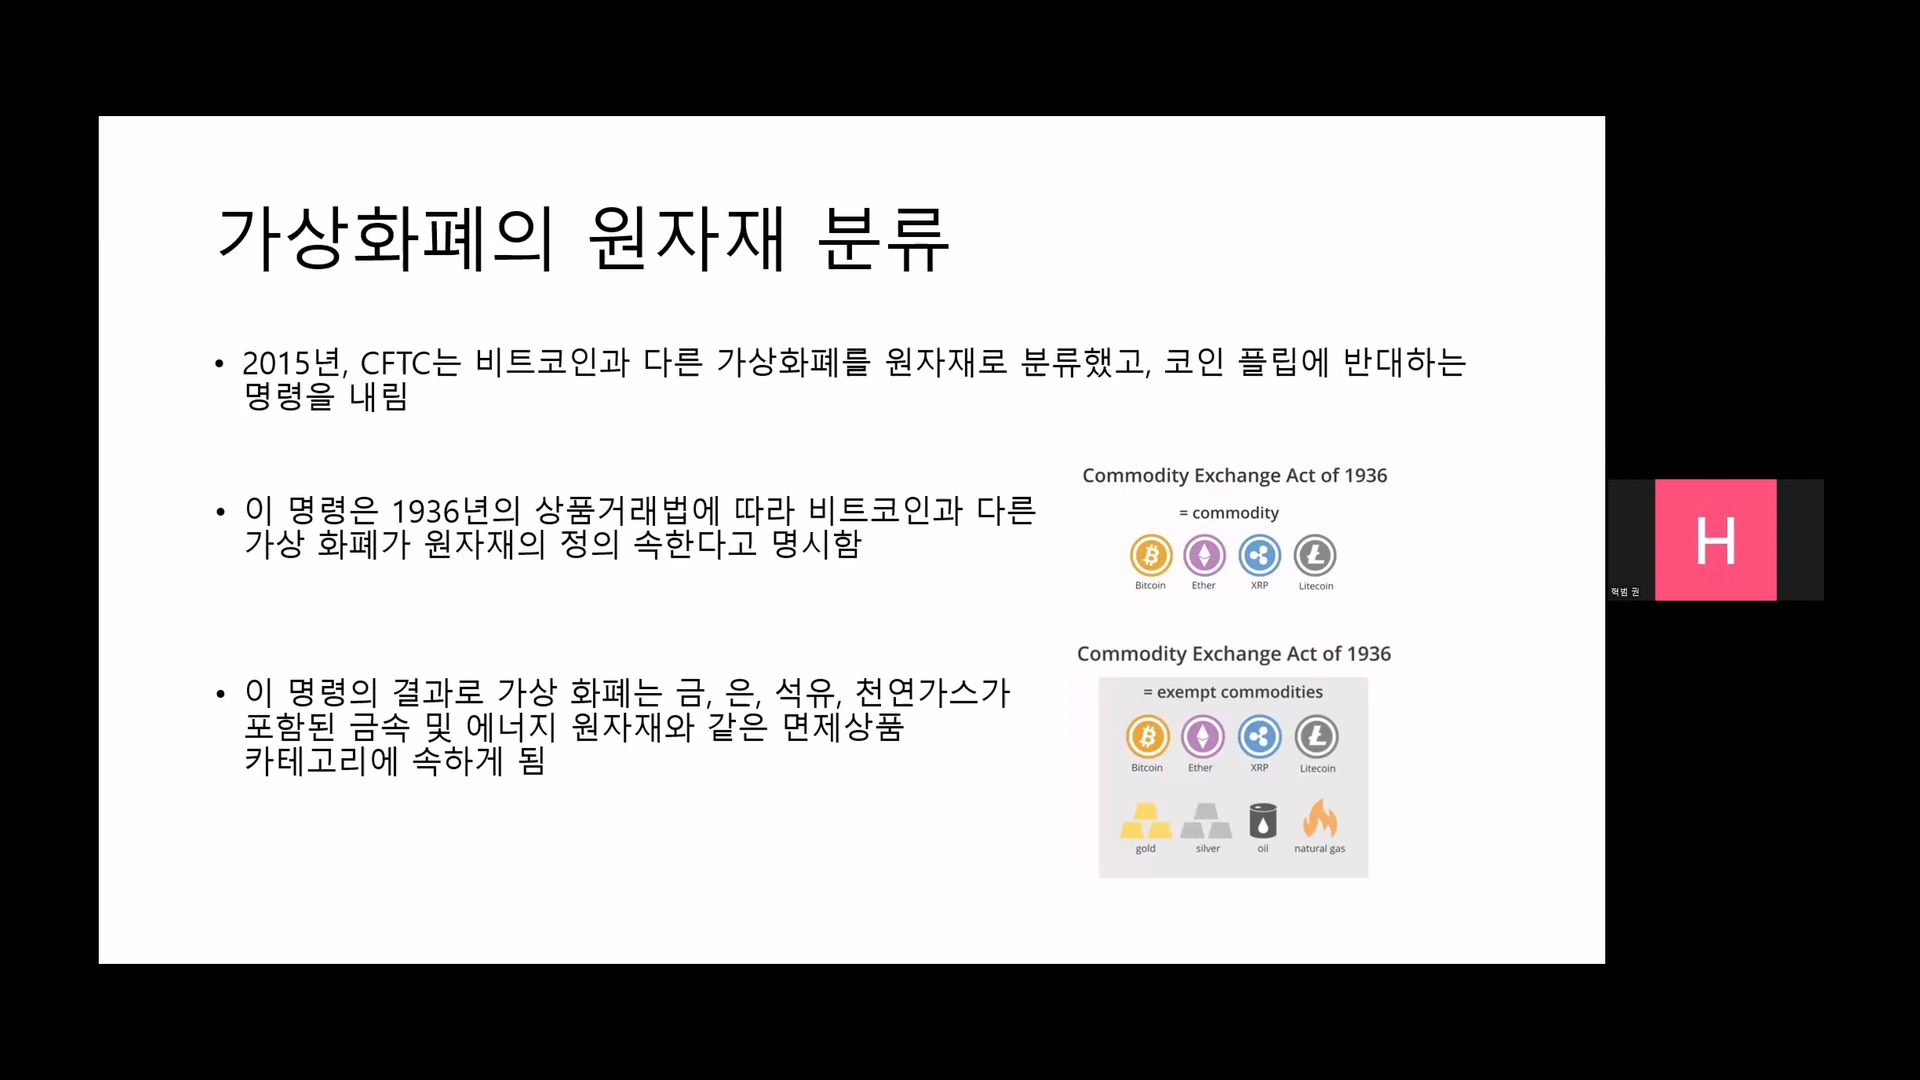 가상화폐의 원자재 분류
• 2015년, CFTC는 비트코인과 다른 가상화폐를 원자재로 분류했고, 코인 플립에 반대하는
명령을 내림
• 이 명령은 1936년의 상품거래법에 따라 비트코인과 다른
가상 화폐가 원자재의 정의 속한다고 명시함
Commodity Exchange Act of 1936
= commodity
Bitcoin Ether XRP Litecoin
• 이 명령의 결과로 가상 화폐는 금, 은, 석유, 천연가스가
포함된 금속 및 에너지 원자재와 같은 면제상품
카테고리에 속하게 됨
Commodity Exchange Act of 1936
= exempt commodities
Bitcoin Ether XRP Litecoin
gold silver oil natural gas
H
혁범 권